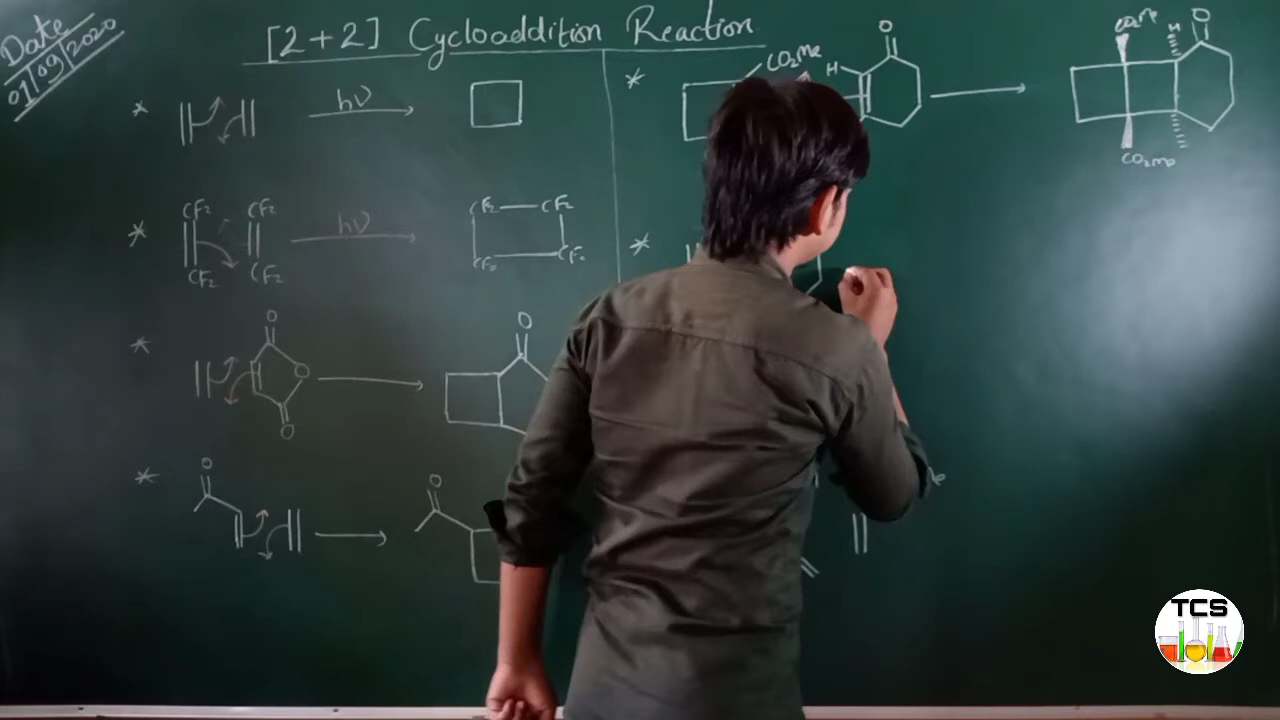 Date
01/09/2020
[2+2] Cycloaddition Reaction
* hν
* CF2 CF2 hν CF2 CF2
CF2 CF2 CF2 CF2
* O O O O
* O O
* CO2Me H O CO2Me H O
CO2Me
*
TCS